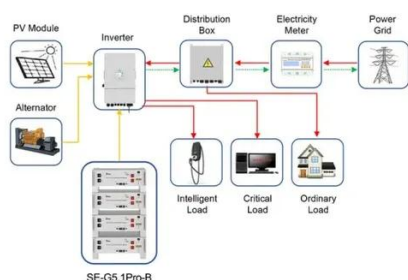 PV Module
Inverter
Distribution
Box
Electricity
Meter
Power
Grid
Alternator
Intelligent
Load
Critical
Load
Ordinary
Load
SE-G5.1Pro-B